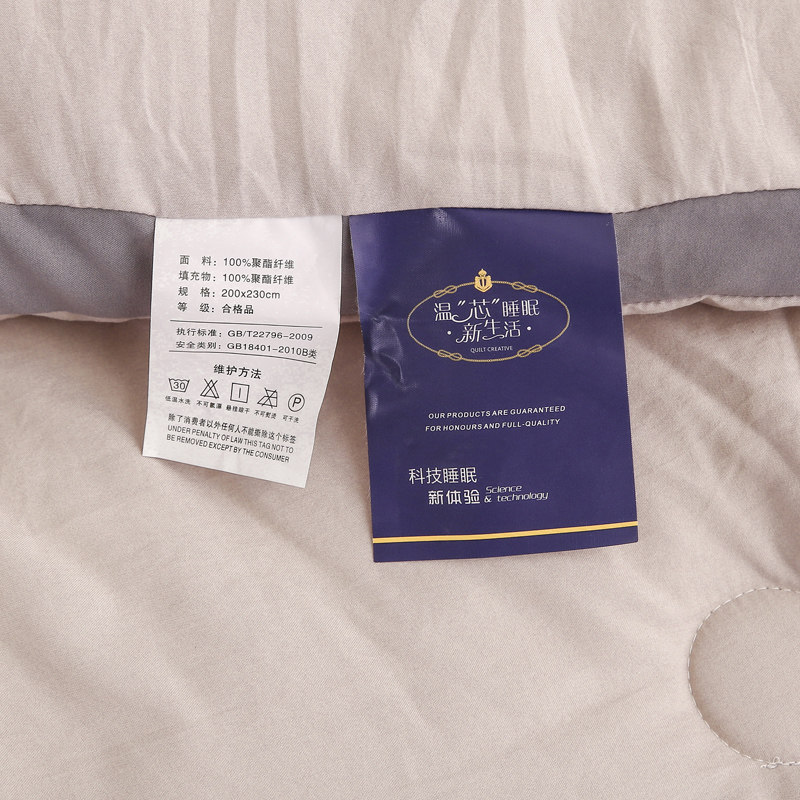 面 料: 100%聚酯纤维
填充物: 100%聚酯纤维
规 格: 200x230cm
等 级: 合格品
执行标准: GB/T22796-2009
安全类别: GB18401-2010B类
维护方法
30
P
低温水洗 不可氯漂 悬挂晾干 不可熨烫 可干洗
除了消费者以外任何人不能撕除这个标签
UNDER PENALTY OF LAW THIS TAG NOT TO
BE REMOVED EXCEPT BY THE CONSUMER
温"芯"睡眠
·新生活·
QUILT CREATIVE
OUR PRODUCTS ARE GUARANTEED
FOR HONOURS AND FULL-QUALITY
科技睡眠
新体验 Science & technology